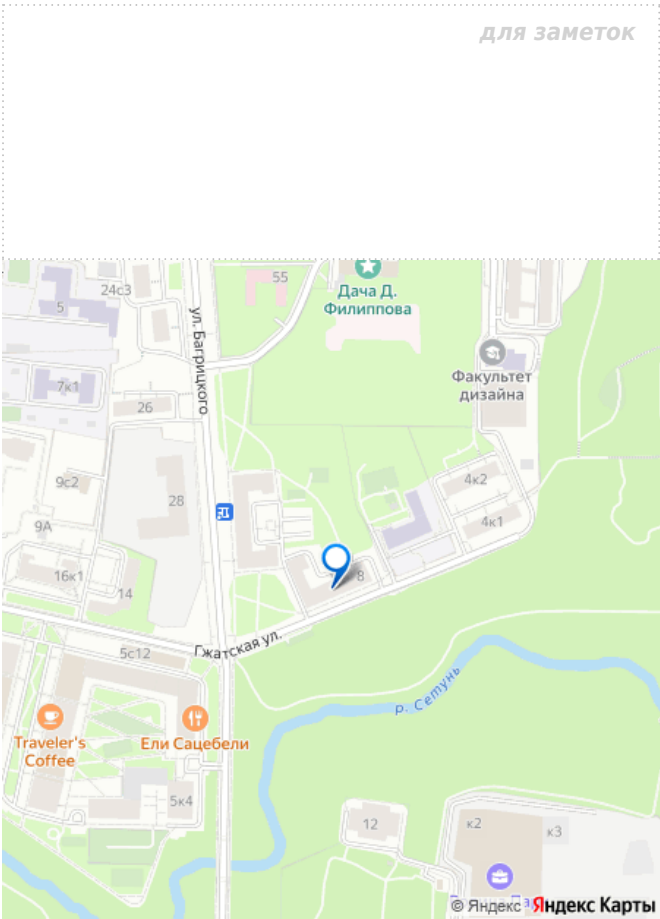 для заметок
55
24с3
5
Дача Д.
Филиппова
ул. Багрицкого
Факультет
дизайна
7к1
26
9с2
28
4к2
9А
4к1
16к1
8
14
Гжатская ул.
5с12
р. Сетунь
Traveler's
Coffee
Ели Сацебели
5к4
12
к2
к3
© Яндекс Яндекс Карты